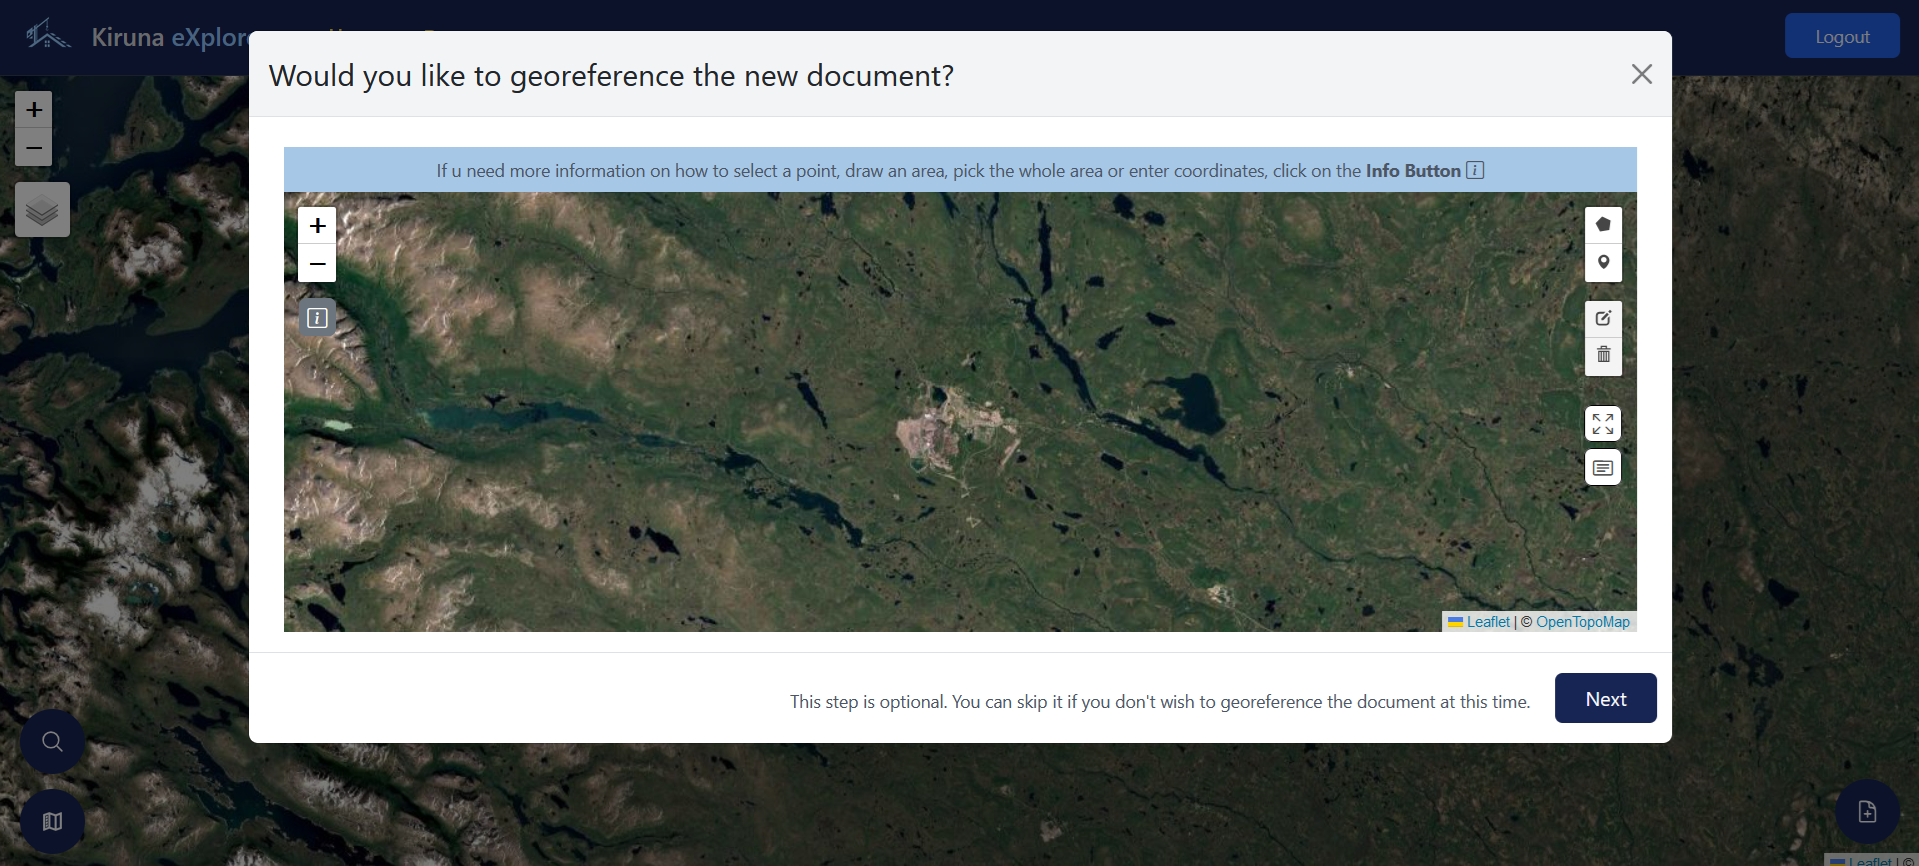 Kiruna eXplor
Logout
Would you like to georeference the new document?
If u need more information on how to select a point, draw an area, pick the whole area or enter coordinates, click on the Info Button i
+
−
+
−
i
Leaflet | © OpenTopoMap
This step is optional. You can skip it if you don't wish to georeference the document at this time.
Next
Leaflet | ©